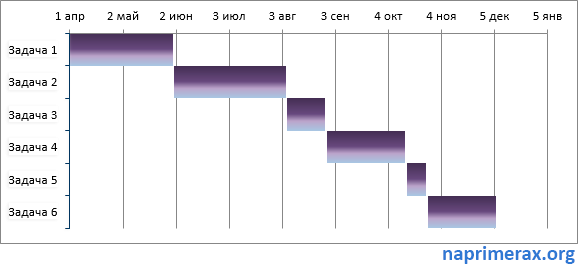 1 апр 2 май 2 июн 3 июл 3 авг 3 сен 4 окт 4 ноя 5 дек 5 янв
Задача 1
Задача 2
Задача 3
Задача 4
Задача 5
Задача 6
naprimerax.org